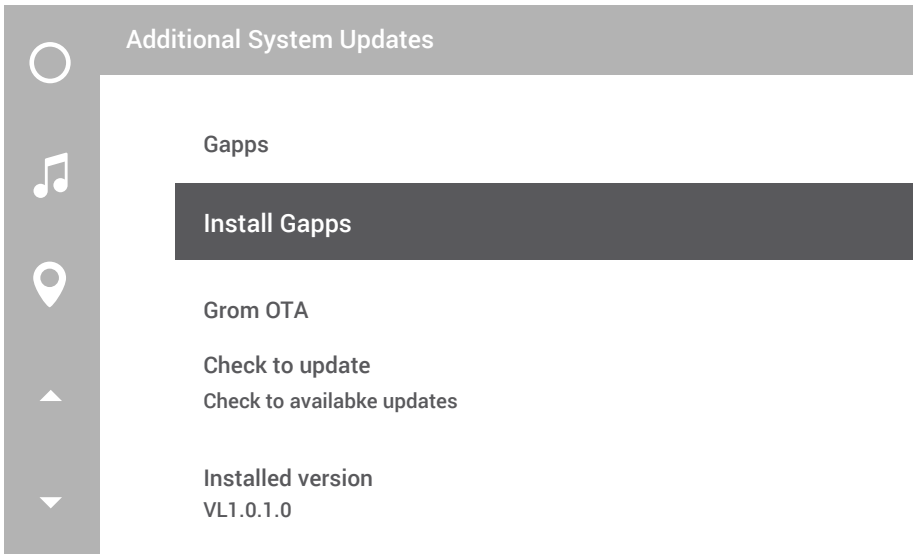 Additional System Updates
Gapps
Install Gapps
Grom OTA
Check to update
Check to availabke updates
Installed version
VL1.0.1.0